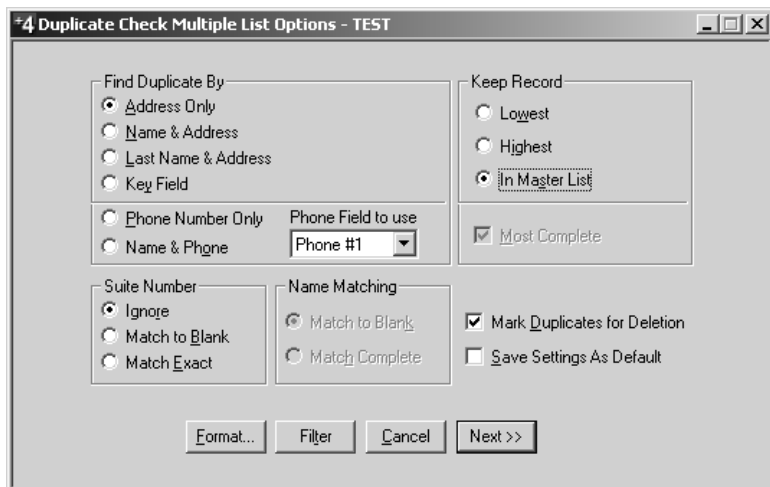 +4 Duplicate Check Multiple List Options - TEST
Find Duplicate By
Address Only
Name & Address
Last Name & Address
Key Field
Phone Number Only
Name & Phone
Phone Field to use
Phone #1
Keep Record
Lowest
Highest
In Master List
Most Complete
Suite Number
Ignore
Match to Blank
Match Exact
Name Matching
Match to Blank
Match Complete
Mark Duplicates for Deletion
Save Settings As Default
Format...
Filter
Cancel
Next >>